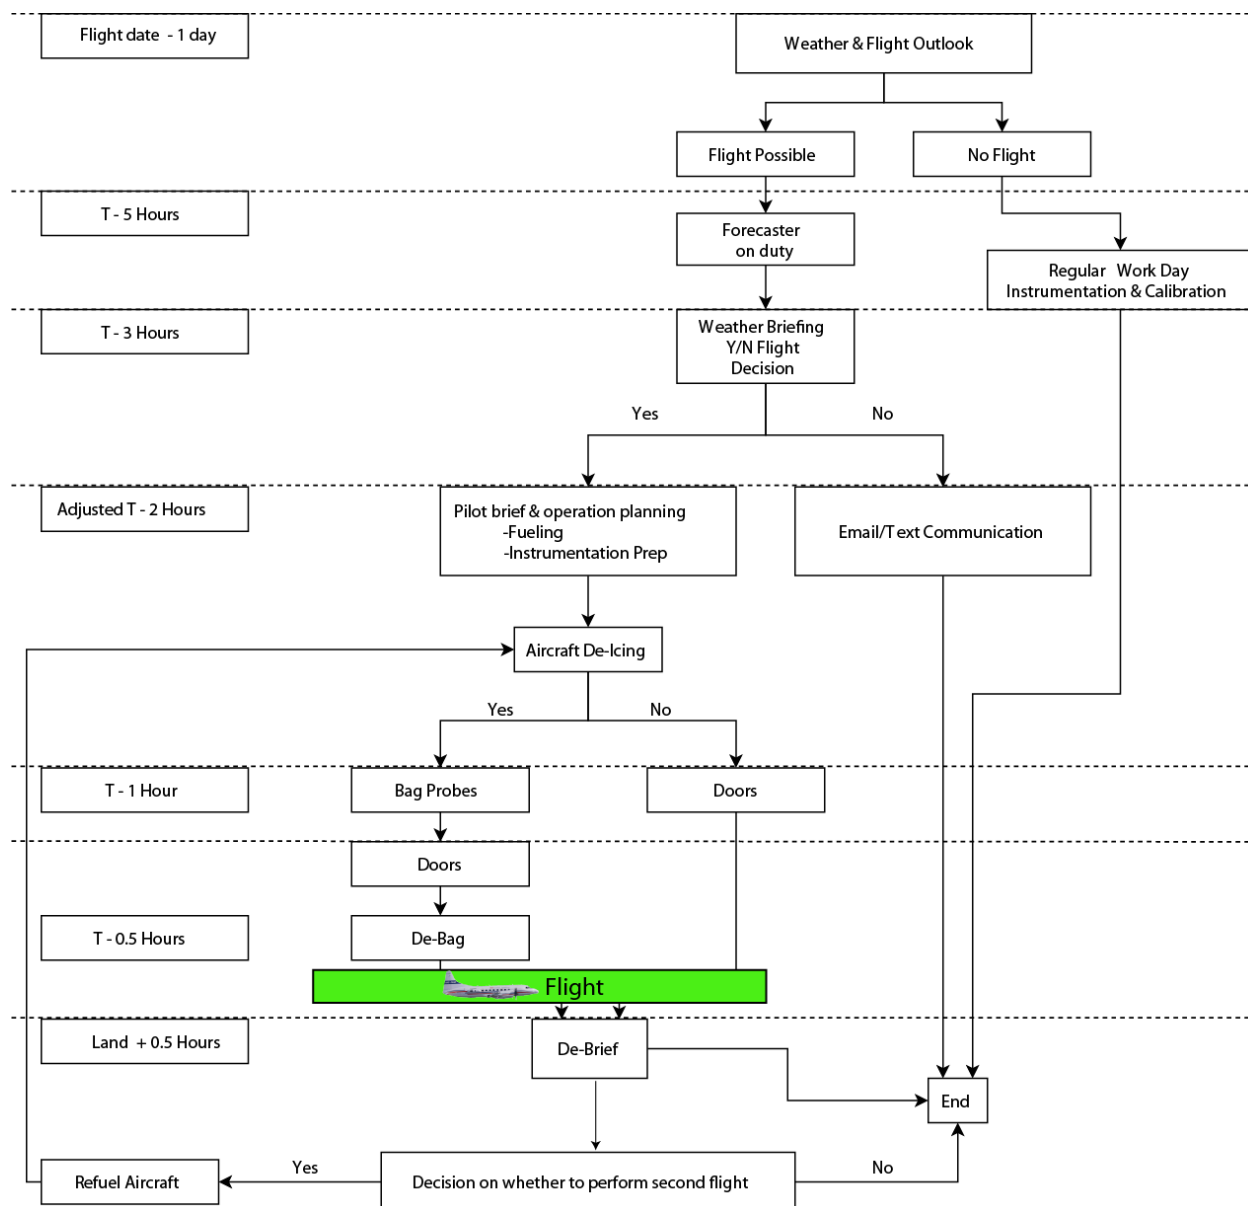 Flight date - 1 day
Weather & Flight Outlook
Flight Possible
No Flight
T - 5 Hours
Forecaster
on duty
Regular Work Day
Instrumentation & Calibration
T - 3 Hours
Weather Briefing
Y/N Flight
Decision
Yes
No
Adjusted T - 2 Hours
Pilot brief & operation planning
-Fueling
-Instrumentation Prep
Email/Text Communication
Aircraft De-Icing
Yes
No
T - 1 Hour
Bag Probes
Doors
Doors
T - 0.5 Hours
De-Bag
Flight
Land + 0.5 Hours
De-Brief
End
Refuel Aircraft
Yes
Decision on whether to perform second flight
No